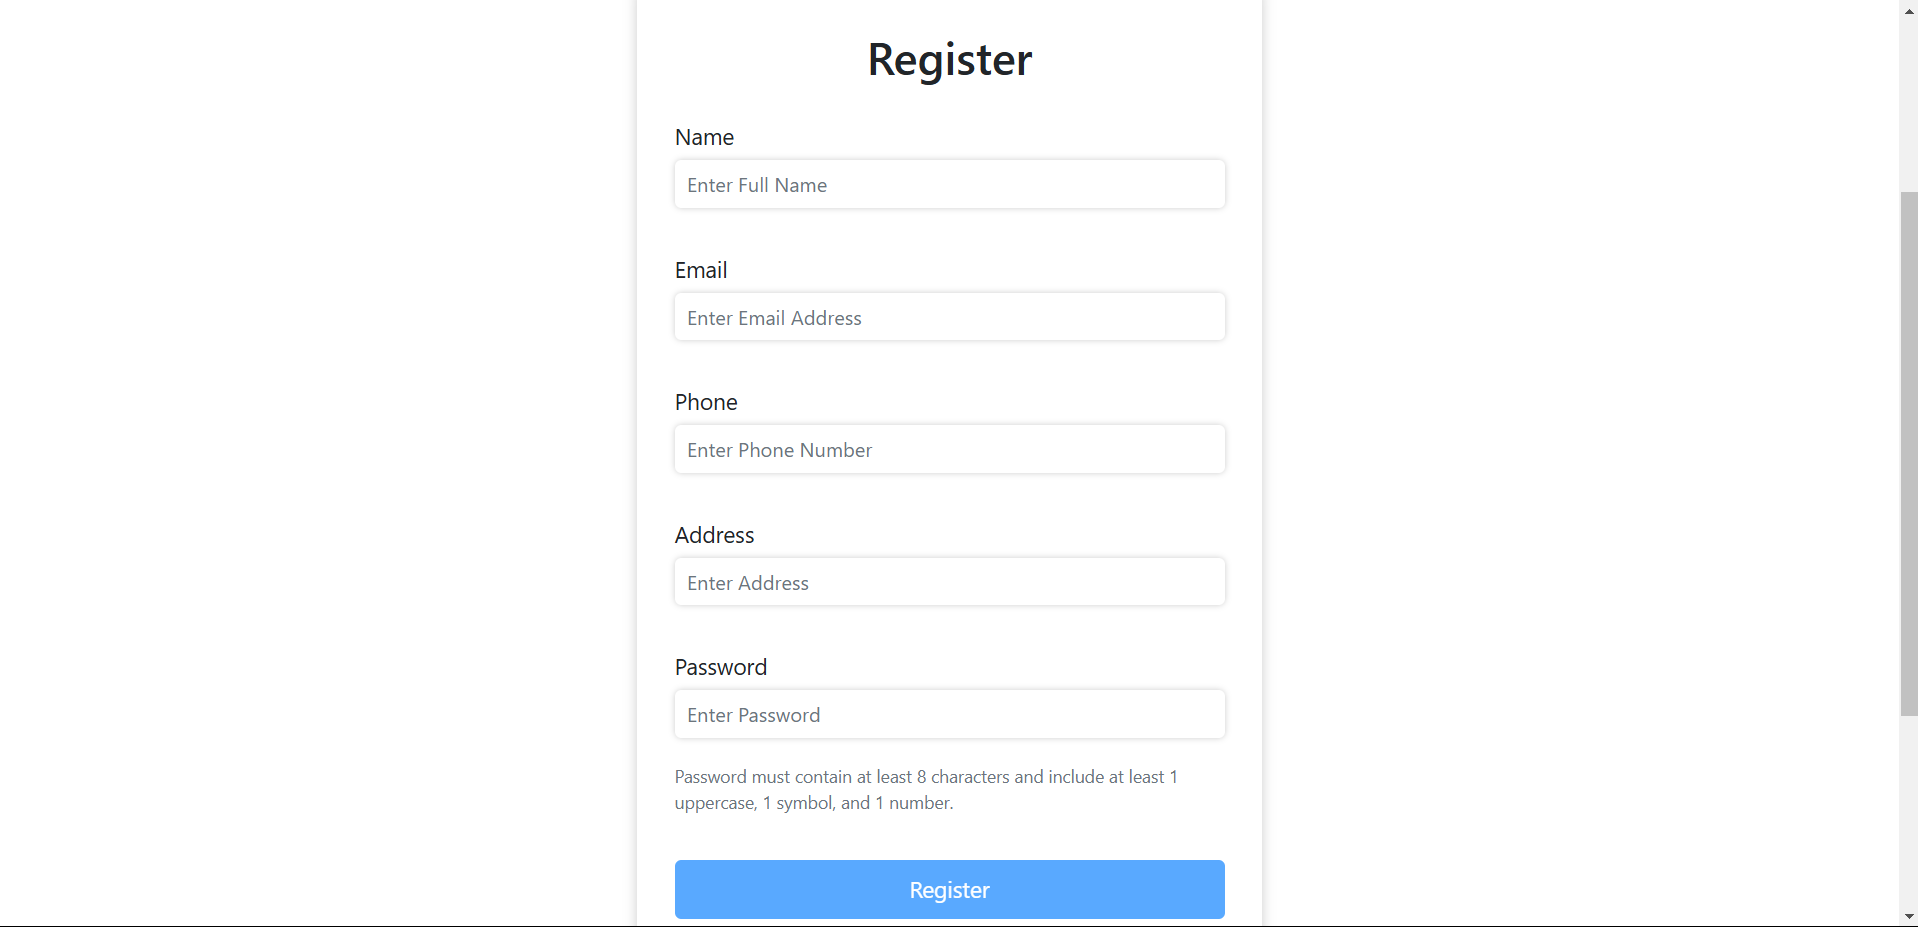 Register
Name
Enter Full Name
Email
Enter Email Address
Phone
Enter Phone Number
Address
Enter Address
Password
Enter Password
Password must contain at least 8 characters and include at least 1
uppercase, 1 symbol, and 1 number.
Register